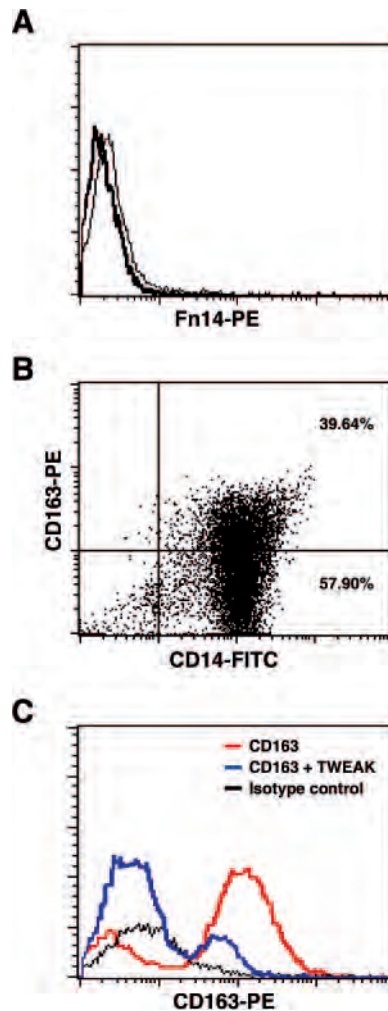 A
Fn14-PE
B
CD163-PE
39.64%
57.90%
CD14-FITC
C
CD163
CD163 + TWEAK
Isotype control
CD163-PE